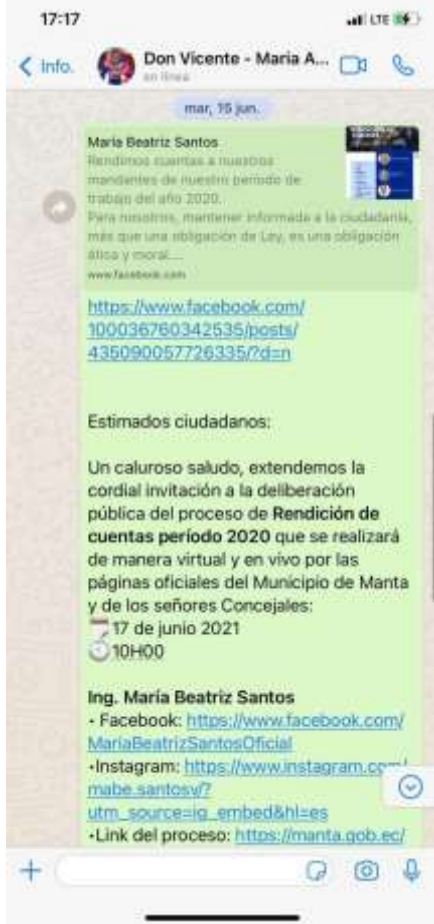 17:17
LTE
Info.
Don Vicente - Maria A...
en línea
mar, 15 jun.
Maria Beatriz Santos
Rendimos cuentas a nuestros
mandantes de nuestro periodo de
trabajo del año 2020.
Para nosotros, mantener informada a la ciudadanía,
más que una obligación de Ley, es una obligación
ética y moral....
www.facebook.com
https://www.facebook.com/
100036760342535/posts/
435090057726335/?d=n
Estimados ciudadanos:
Un caluroso saludo, extendemos la
cordial invitación a la deliberación
pública del proceso de Rendición de
cuentas período 2020 que se realizará
de manera virtual y en vivo por las
páginas oficiales del Municipio de Manta
y de los señores Concejales:
17 de junio 2021
10H00
Ing. María Beatriz Santos
• Facebook: https://www.facebook.com/
MariaBeatrizSantosOficial
•Instagram: https://www.instagram.com/
mabe.santosv/?
utm_source=ig_embed&hl=es
•Link del proceso: https://manta.gob.ec/